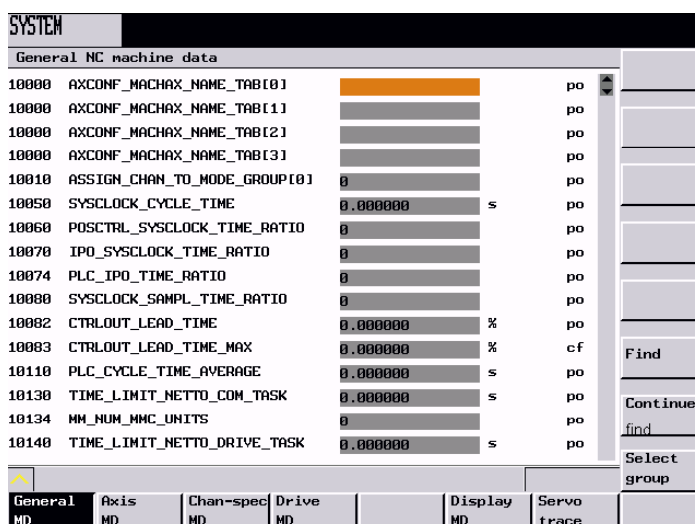 SYSTEM
General NC machine data
10000 AXCONF_MACHAX_NAME_TAB[0] po
10000 AXCONF_MACHAX_NAME_TAB[1] po
10000 AXCONF_MACHAX_NAME_TAB[2] po
10000 AXCONF_MACHAX_NAME_TAB[3] po
10010 ASSIGN_CHAN_TO_MODE_GROUP[0] 0 po
10050 SYSCLOCK_CYCLE_TIME 0.000000 s po
10060 POSCTRL_SYSCLOCK_TIME_RATIO 0 po
10070 IPO_SYSCLOCK_TIME_RATIO 0 po
10074 PLC_IPO_TIME_RATIO 0 po
10080 SYSCLOCK_SAMPL_TIME_RATIO 0 po
10082 CTRLOUT_LEAD_TIME 0.000000 % po
10083 CTRLOUT_LEAD_TIME_MAX 0.000000 % cf
10110 PLC_CYCLE_TIME_AVERAGE 0.000000 s po
10130 TIME_LIMIT_NETTO_COM_TASK 0.000000 s po
10134 MM_NUM_MMC_UNITS 0 po
10140 TIME_LIMIT_NETTO_DRIVE_TASK 0.000000 s po
Find
Continue
find
Select
group
General Axis Chan-spec Drive Display Servo
MD MD MD MD MD trace